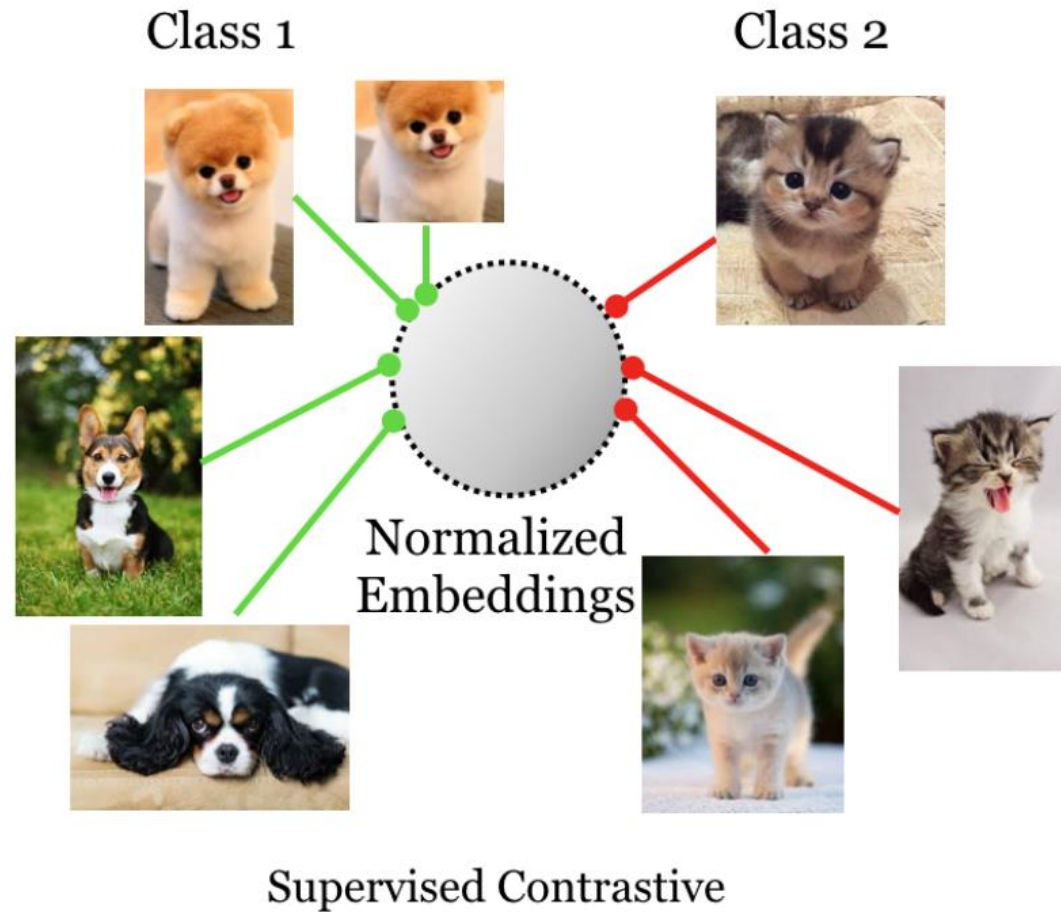 Class 1
Class 2
Normalized
Embeddings
Supervised Contrastive